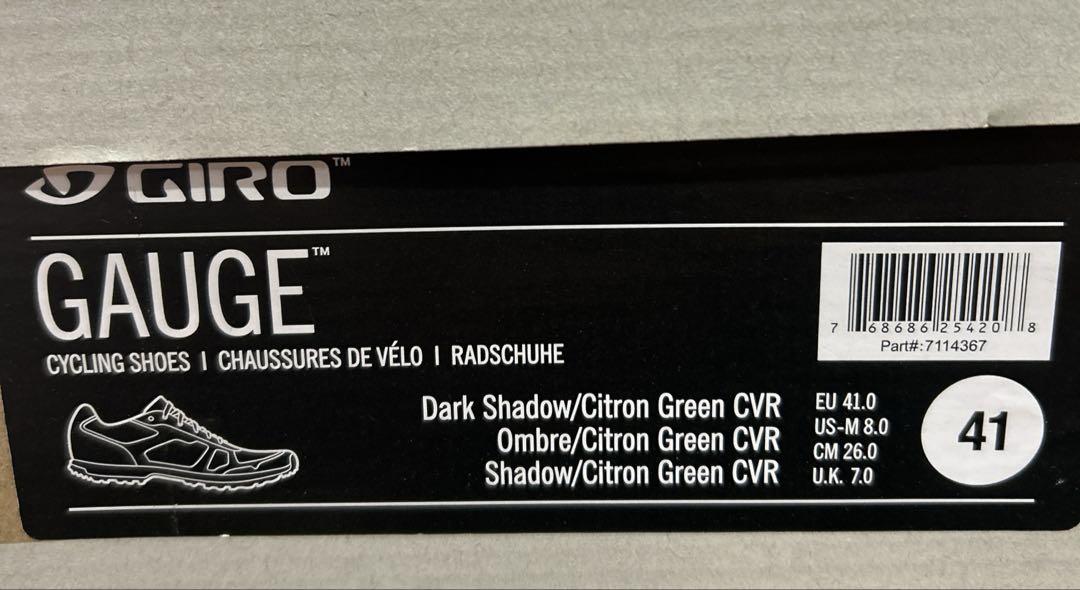 GIRO™
GAUGE™
CYCLING SHOES | CHAUSSURES DE VÉLO | RADSCHUHE
7 68686 25420 8
Part#:7114367
Dark Shadow/Citron Green CVR
Ombre/Citron Green CVR
Shadow/Citron Green CVR
EU 41.0
US-M 8.0
CM 26.0
U.K. 7.0
41